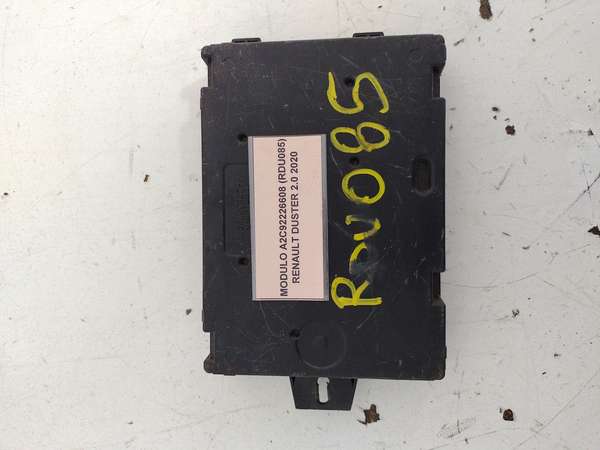 MODULO A2C92226608 (RDU085)
RENAULT DUSTER 2.0 2020
RDU085